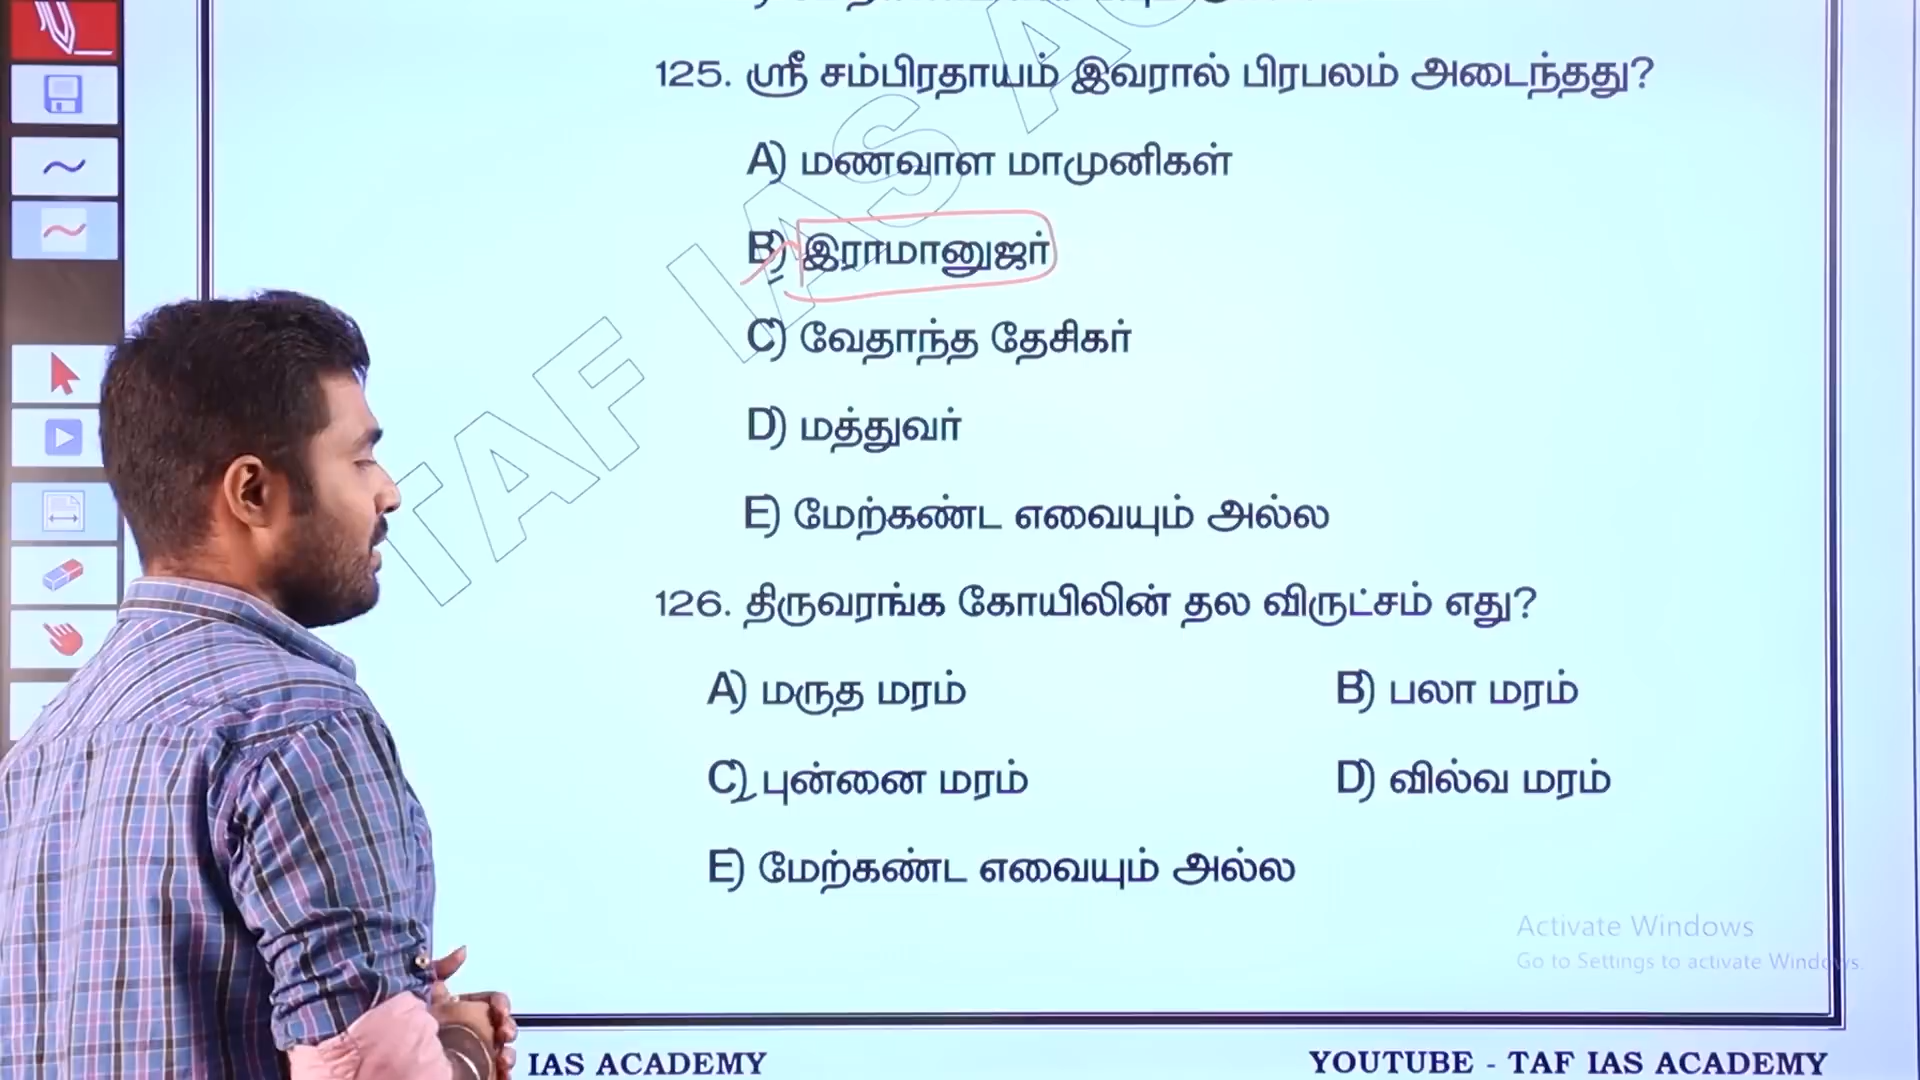 125. ஸ்ரீ சம்பிரதாயம் இவரால் பிரபலம் அடைந்தது?
A) மணவாள மாமுனிகள்
B) இராமானுஜர்
C) வேதாந்த தேசிகர்
D) மத்துவர்
E) மேற்கண்ட எவையும் அல்ல
126. திருவரங்க கோயிலின் தல விருட்சம் எது?
A) மருத மரம்
B) பலா மரம்
C) புன்னை மரம்
D) வில்வ மரம்
E) மேற்கண்ட எவையும் அல்ல
TAF IAS
Activate Windows
Go to Settings to activate Windows.
IAS ACADEMY
YOUTUBE - TAF IAS ACADEMY